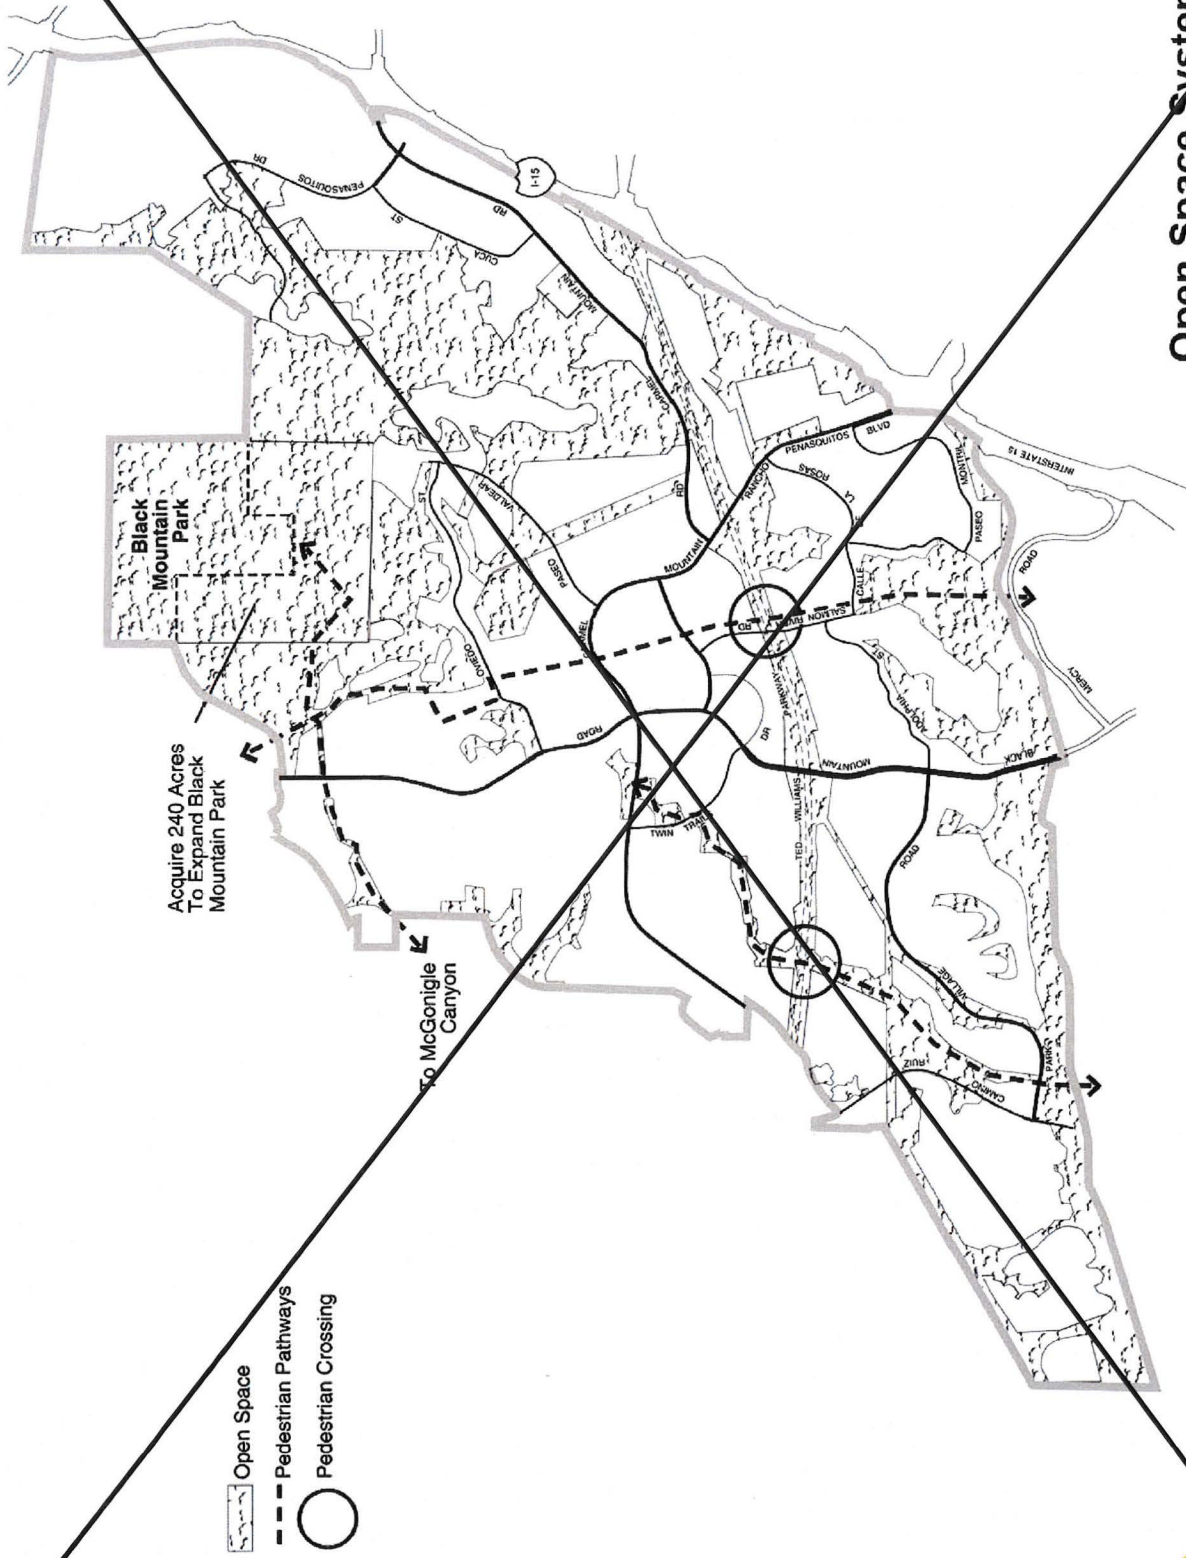 Open Space System
Black
Mountain
Park
Acquire 240 Acres
To Expand Black
Mountain Park
To McGonigle
Canyon
Open Space
Pedestrian Pathways
Pedestrian Crossing
PENASQUITOS
DR
CUCA
ST
CARMEL
MOUNTAIN
RD
I-15
INTERSTATE 15
RANCHO
PENASQUITOS
BLVD
PASEO
MONTRIL
CALLE
LA
ROSAS
MERCY
ROAD
SALMON RIVER
RD
ADOLPHIA
ST
BLACK
MOUNTAIN
ROAD
CARMEL
MOUNTAIN
RD
PASEO
VALDEAR
OVIEDO
ST
TWIN
TRAILS
DR
TED
WILLIAMS
PARKWAY
PARK
VILLAGE
ROAD
CAMINO
RUIZ